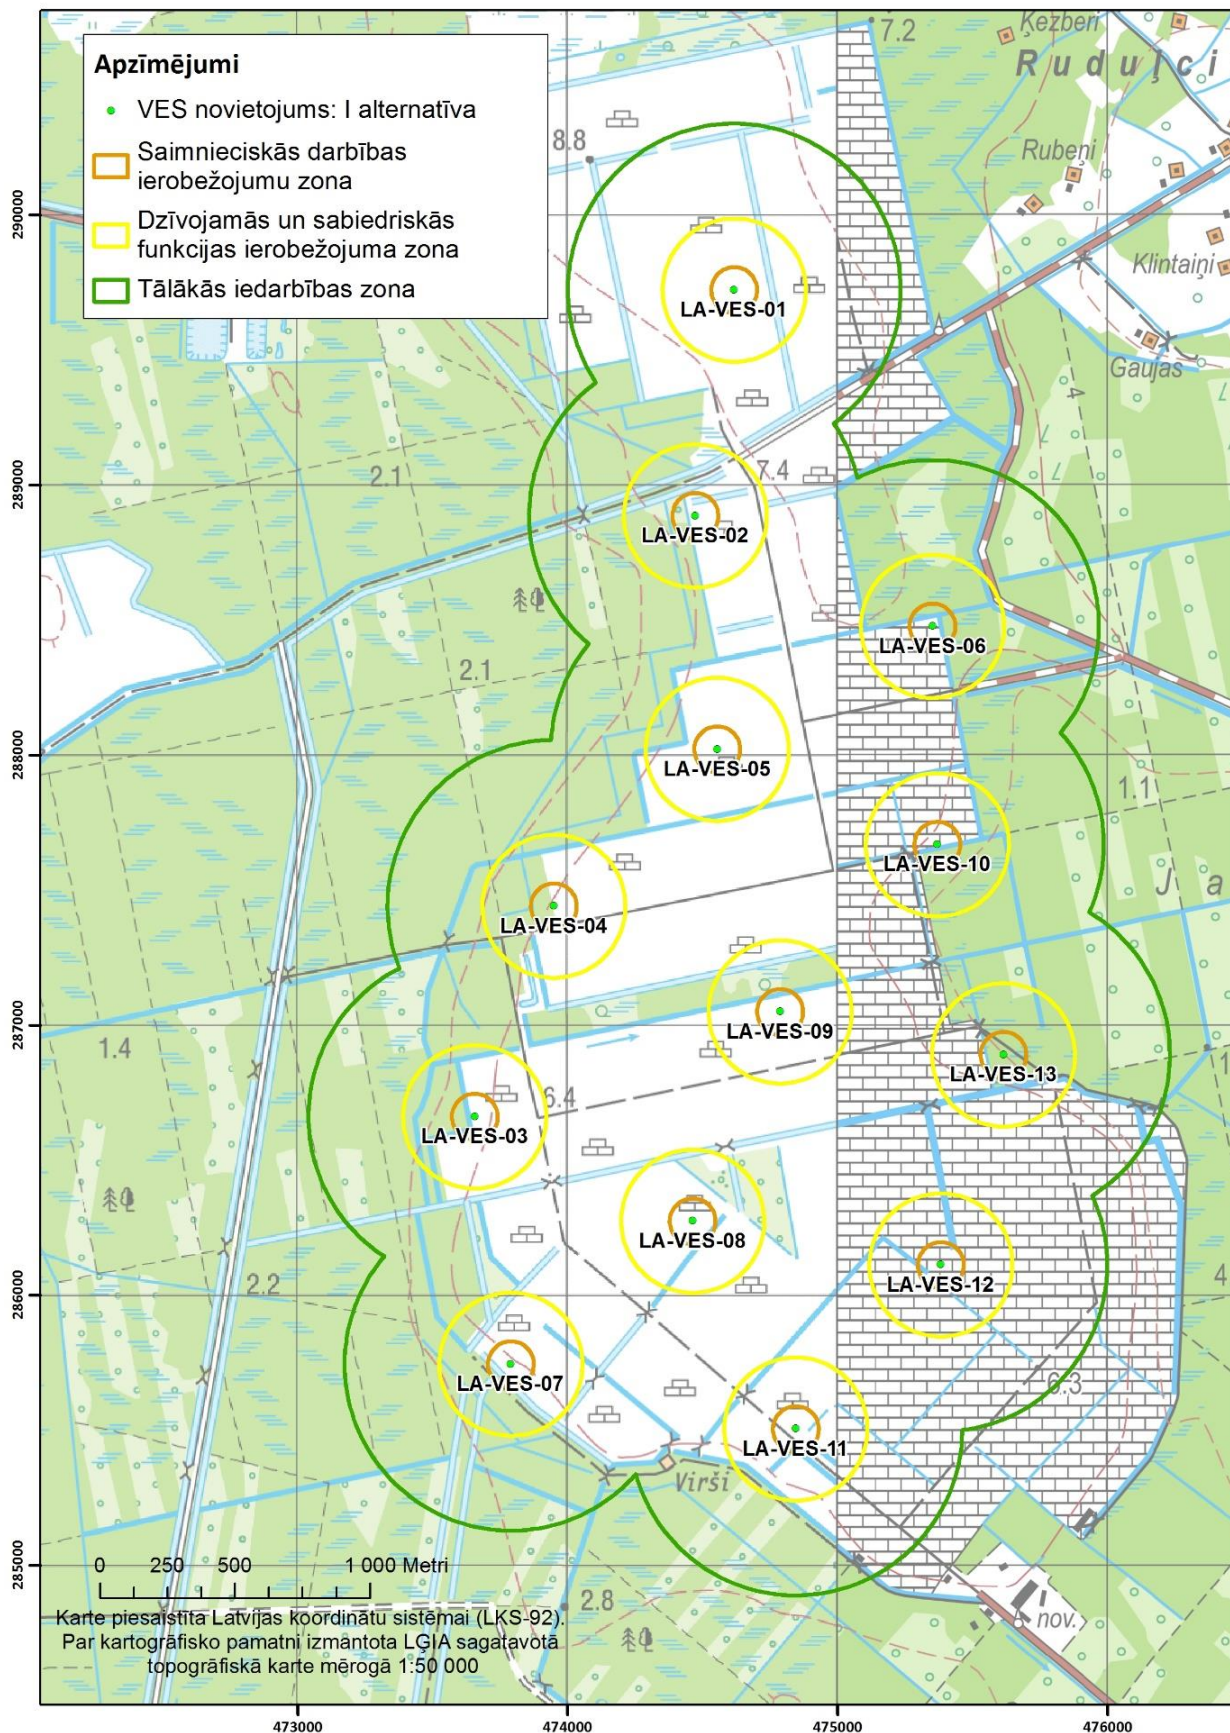 Apzīmējumi
VES novietojums: I alternatīva
Saimnieciskās darbības
ierobežojumu zona
Dzīvojamās un sabiedriskās
funkcijas ierobežojuma zona
Tālākās iedarbības zona
7.2
Ķezberi
Ruduļci
8.8
Rubeņi
290000
Klintaiņi
LA-VES-01
Gaujas
4
2.1
7.4
289000
LA-VES-02
LA-VES-06
2.1
LA-VES-05
288000
1.1
LA-VES-10
Ja
LA-VES-04
LA-VES-09
287000
1.4
LA-VES-13
1
6.4
LA-VES-03
LA-VES-08
2.2
LA-VES-12
4
286000
LA-VES-07
6.3
LA-VES-11
Virši
285000
0 250 500 1 000 Metri
2.8
nov.
Karte piesaistīta Latvijas koordinātu sistēmai (LKS-92).
Par kartogrāfisko pamatni izmantota LĢIA sagatavotā
topogrāfiskā karte mērogā 1:50 000
473000 474000 475000 476000